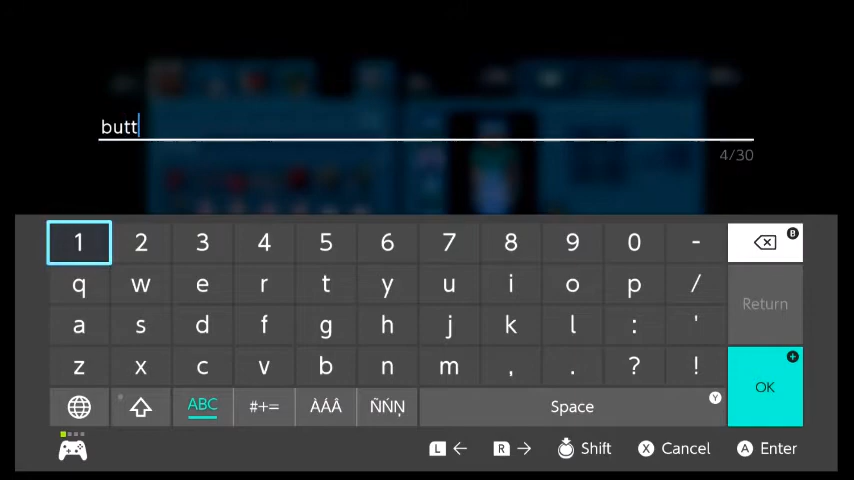 butt
4/30
1 2 3 4 5 6 7 8 9 0 - B
q w e r t y u i o p / Return
a s d f g h j k l : '
z x c v b n m , . ? ! + OK
ABC #+= ÀÁÂ ÑŃŅ Space Y
L ← R → Shift X Cancel A Enter